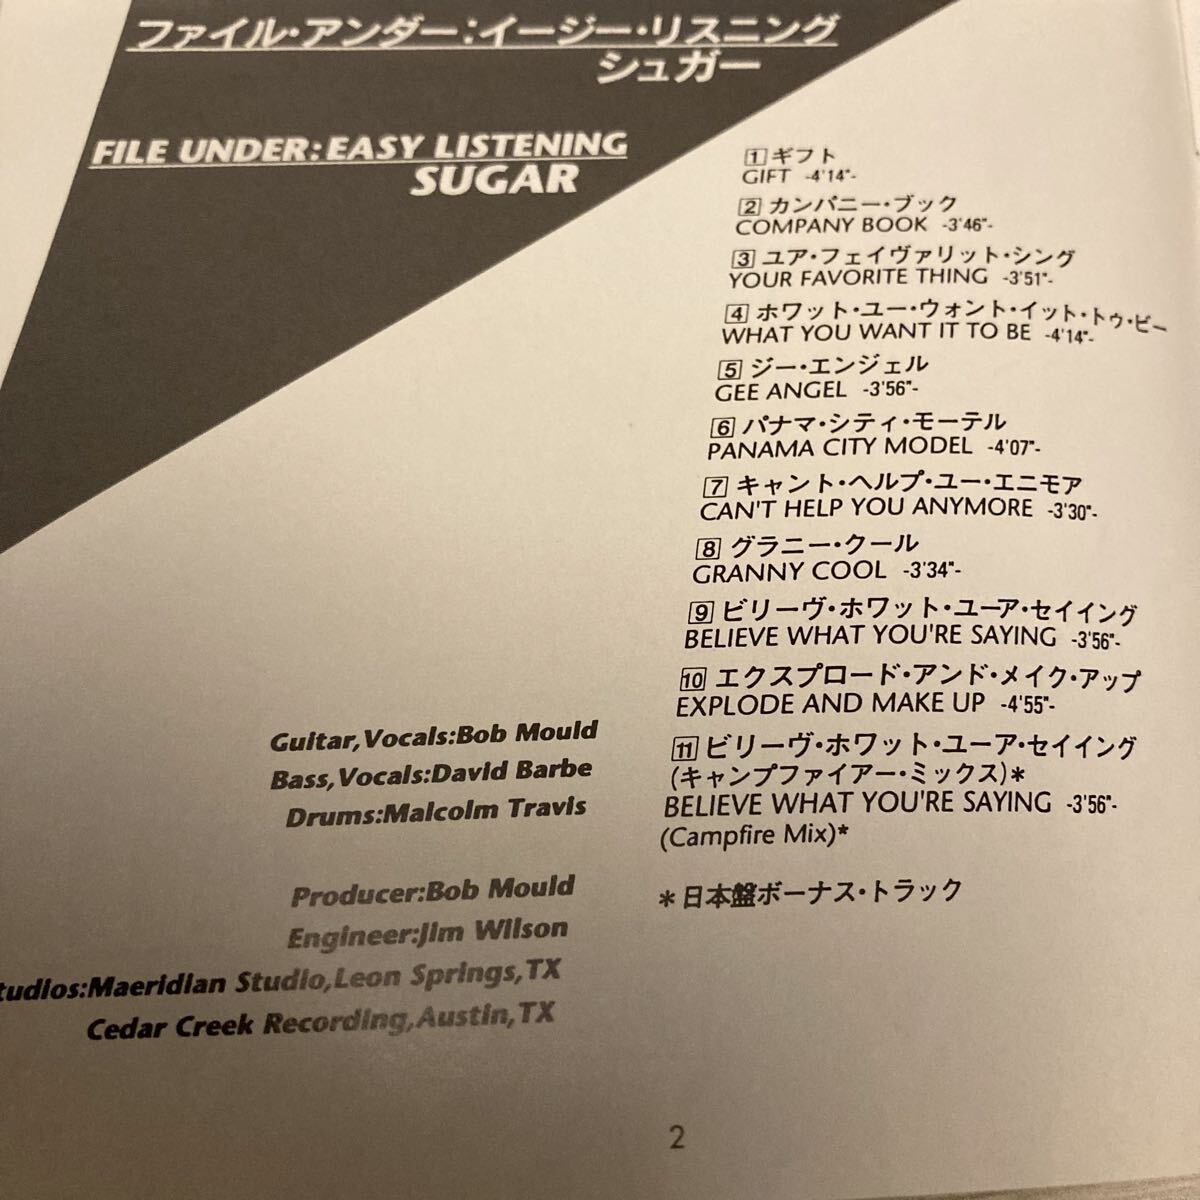 ファイル・アンダー:イージー・リスニング
シュガー
FILE UNDER:EASY LISTENING
SUGAR
1 ギフト
GIFT -4'14"-
2 カンパニー・ブック
COMPANY BOOK -3'46"-
3 ユア・フェイヴァリット・シング
YOUR FAVORITE THING -3'51"-
4 ホワット・ユー・ウォント・イット・トゥ・ビー
WHAT YOU WANT IT TO BE -4'14"-
5 ジー・エンジェル
GEE ANGEL -3'56"-
6 パナマ・シティ・モーテル
PANAMA CITY MODEL -4'07"-
7 キャント・ヘルプ・ユー・エニモア
CAN'T HELP YOU ANYMORE -3'30"-
8 グラニー・クール
GRANNY COOL -3'34"-
9 ビリーヴ・ホワット・ユーア・セイイング
BELIEVE WHAT YOU'RE SAYING -3'56"-
10 エクスプロード・アンド・メイク・アップ
EXPLODE AND MAKE UP -4'55"-
11 ビリーヴ・ホワット・ユーア・セイイング
(キャンプファイアー・ミックス)*
BELIEVE WHAT YOU'RE SAYING -3'56"-
(Campfire Mix)*
*日本盤ボーナス・トラック
Guitar,Vocals:Bob Mould
Bass,Vocals:David Barbe
Drums:Malcolm Travis
Producer:Bob Mould
Engineer:Jim Wilson
tudios:Maeridian Studio,Leon Springs,TX
Cedar Creek Recording,Austin,TX
2